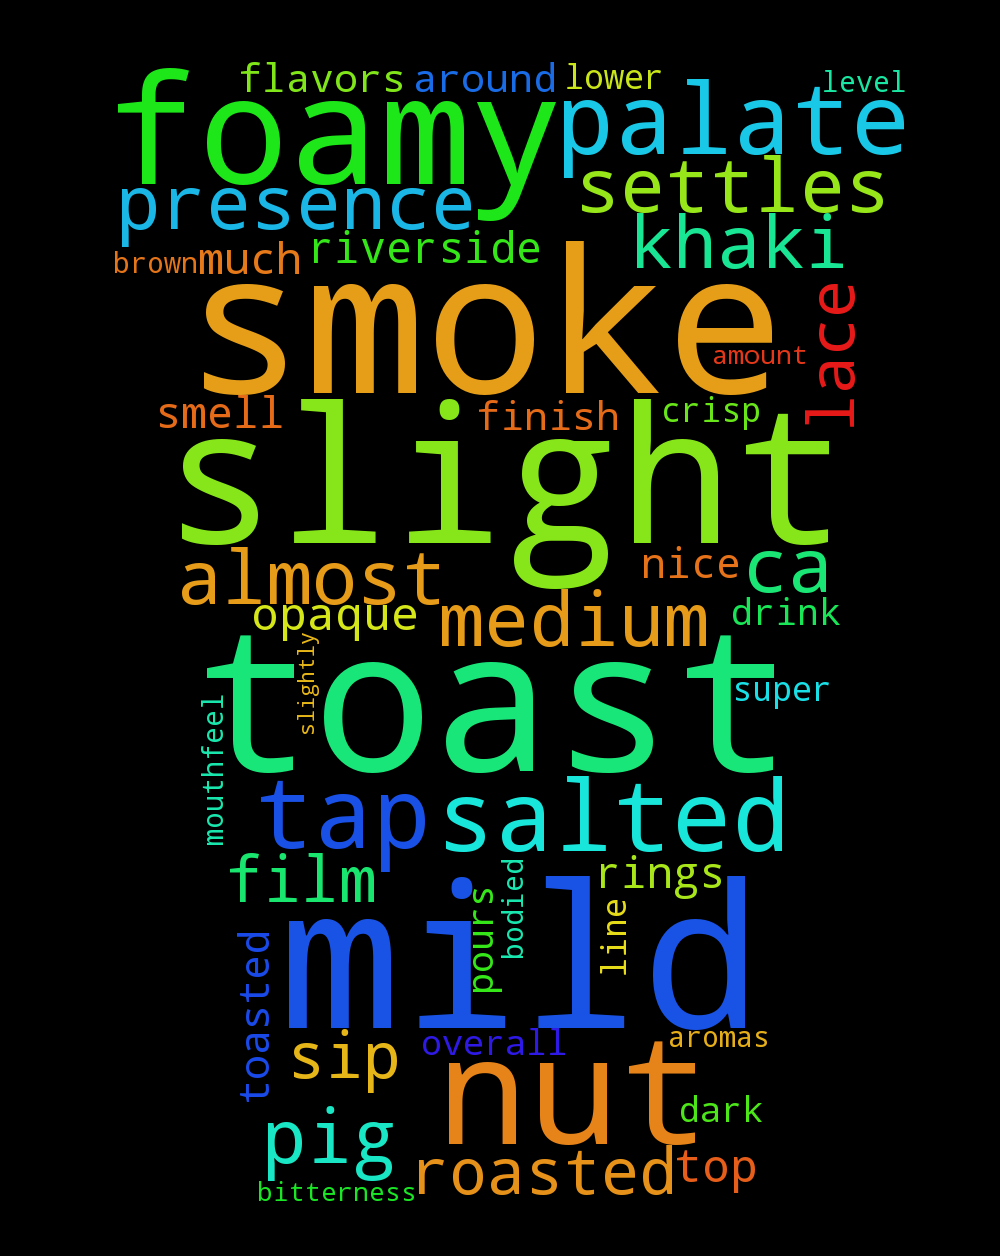 flavors around lower level
foamy palate
presence settles
brown much riverside khaki
smoke
amount lace
smell finish crisp
slight
almost nice ca
opaque medium drink
slightly
toast super
mouthfeel
tap salted
film bodied rings
pours line
mild
toasted
sip overall aromas
nut
dark
pig
roasted top
bitterness